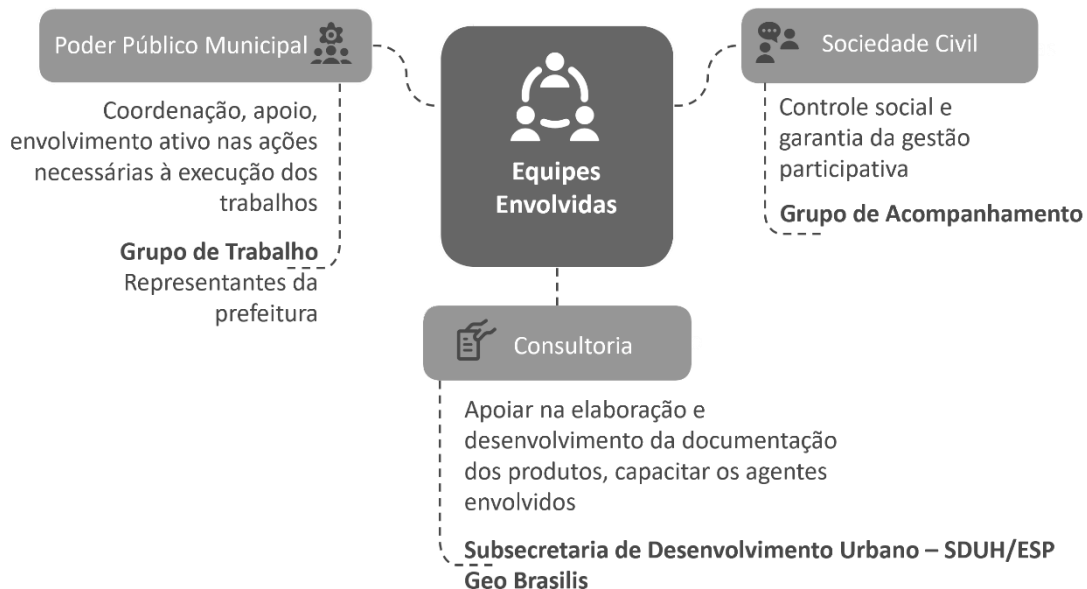 Poder Público Municipal
Coordenação, apoio,
envolvimento ativo nas ações
necessárias à execução dos
trabalhos
Grupo de Trabalho
Representantes da
prefeitura
Equipes
Envolvidas
Sociedade Civil
Controle social e
garantia da gestão
participativa
Grupo de Acompanhamento
Consultoria
Apoiar na elaboração e
desenvolvimento da documentação
dos produtos, capacitar os agentes
envolvidos
Subsecretaria de Desenvolvimento Urbano – SDUH/ESP
Geo Brasilis